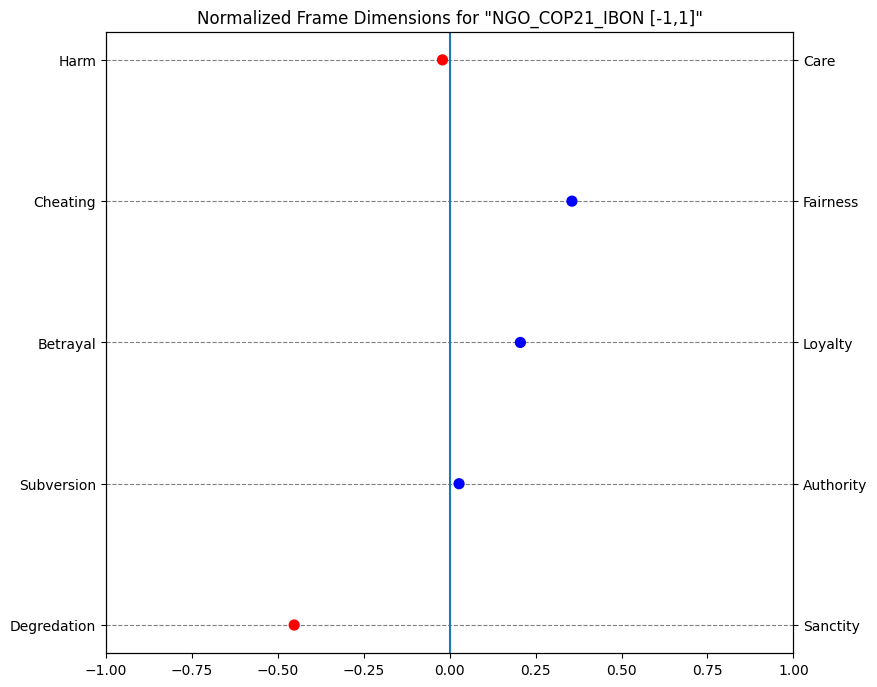 Normalized Frame Dimensions for "NGO_COP21_IBON [-1,1]"
Harm Care
Cheating Fairness
Betrayal Loyalty
Subversion Authority
Degredation Sanctity
−1.00 −0.75 −0.50 −0.25 0.00 0.25 0.50 0.75 1.00